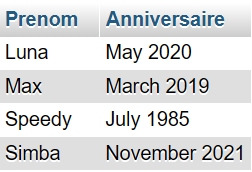 Prenom Anniversaire
Luna May 2020
Max March 2019
Speedy July 1985
Simba November 2021